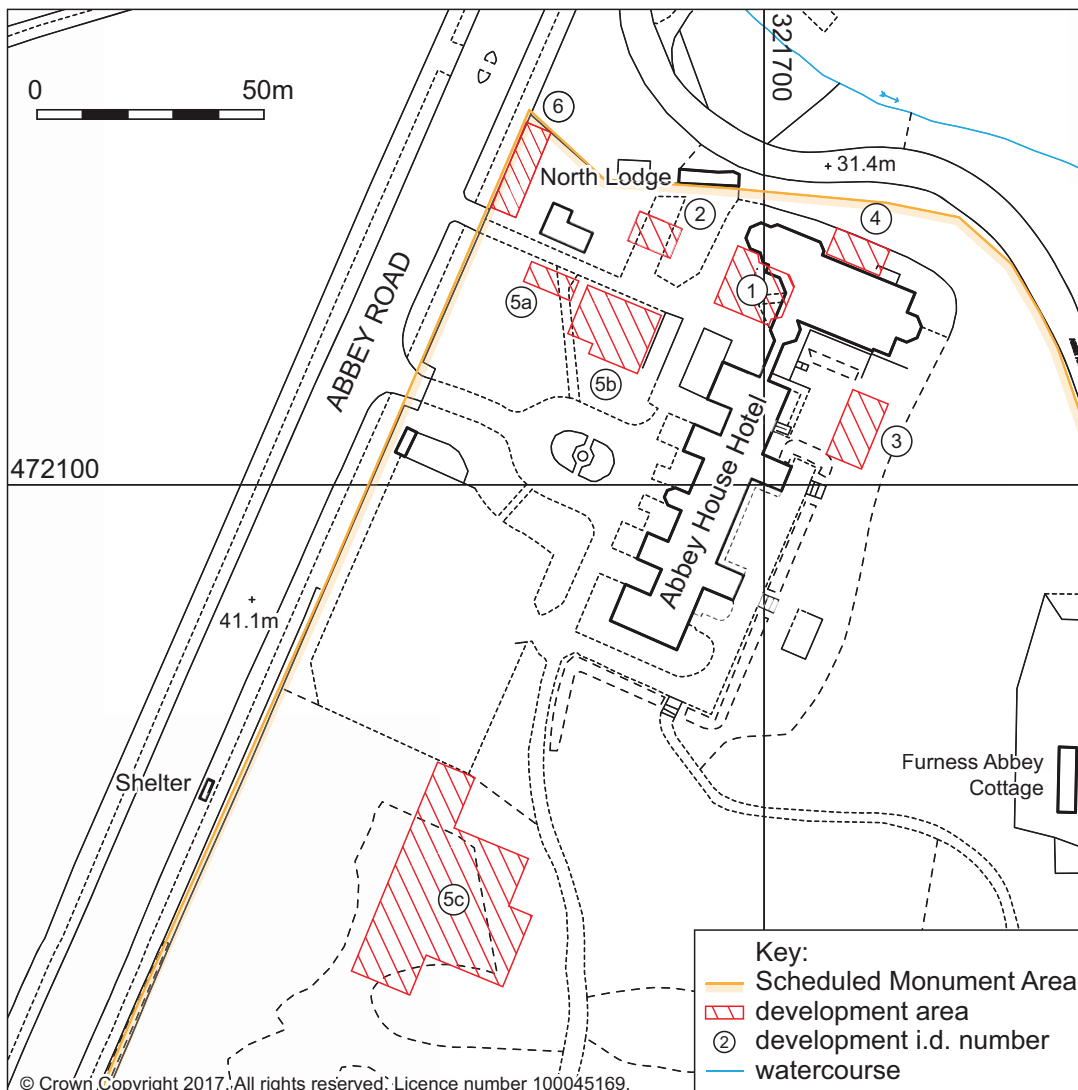 0 50m
321700
6
31.4m
North Lodge
2
4
1
5a
ABBEY ROAD
5b
3
472100
Abbey House Hotel
41.1m
Shelter
Furness Abbey
Cottage
5c
Key:
Scheduled Monument Area
development area
2 development i.d. number
watercourse
© Crown Copyright 2017. All rights reserved. Licence number 100045169.